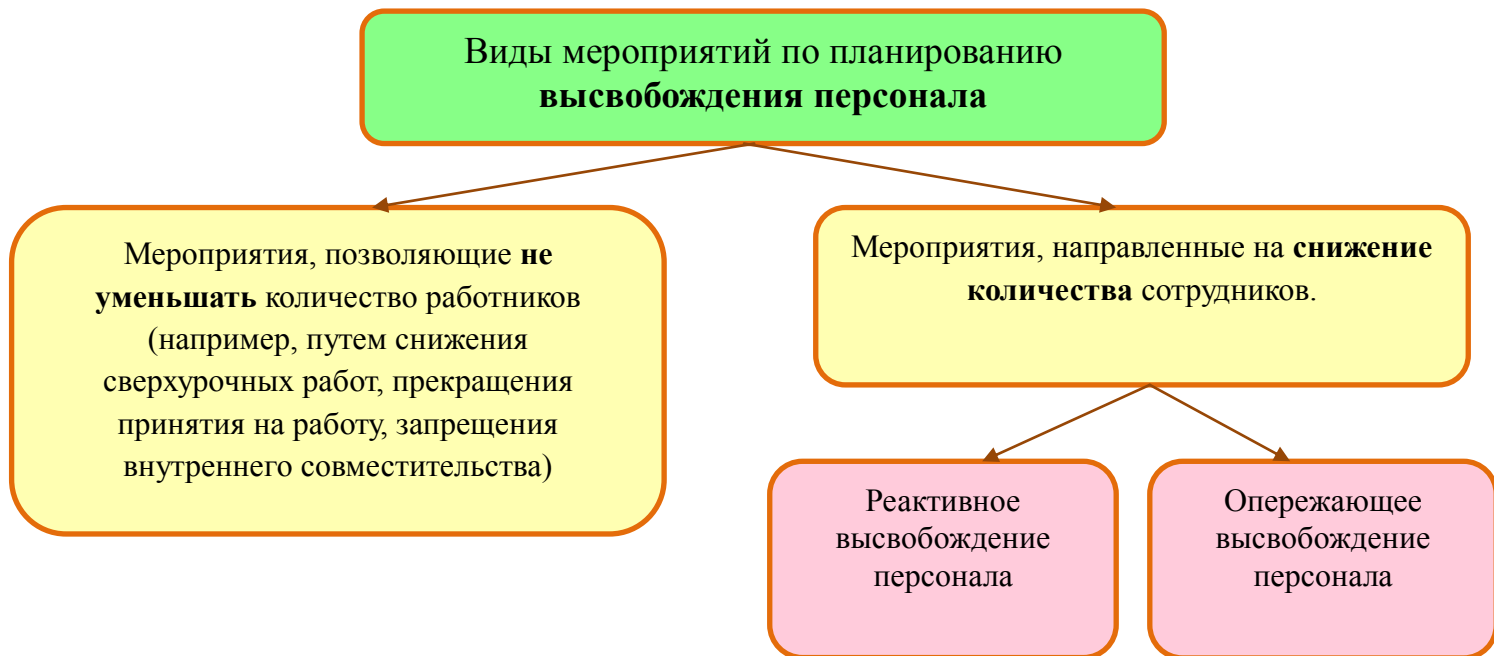 Виды мероприятий по планированию
высвобождения персонала
Мероприятия, позволяющие не
уменьшать количество работников
(например, путем снижения
сверхурочных работ, прекращения
принятия на работу, запрещения
внутреннего совместительства)
Мероприятия, направленные на снижение
количества сотрудников.
Реактивное
высвобождение
персонала
Опережающее
высвобождение
персонала